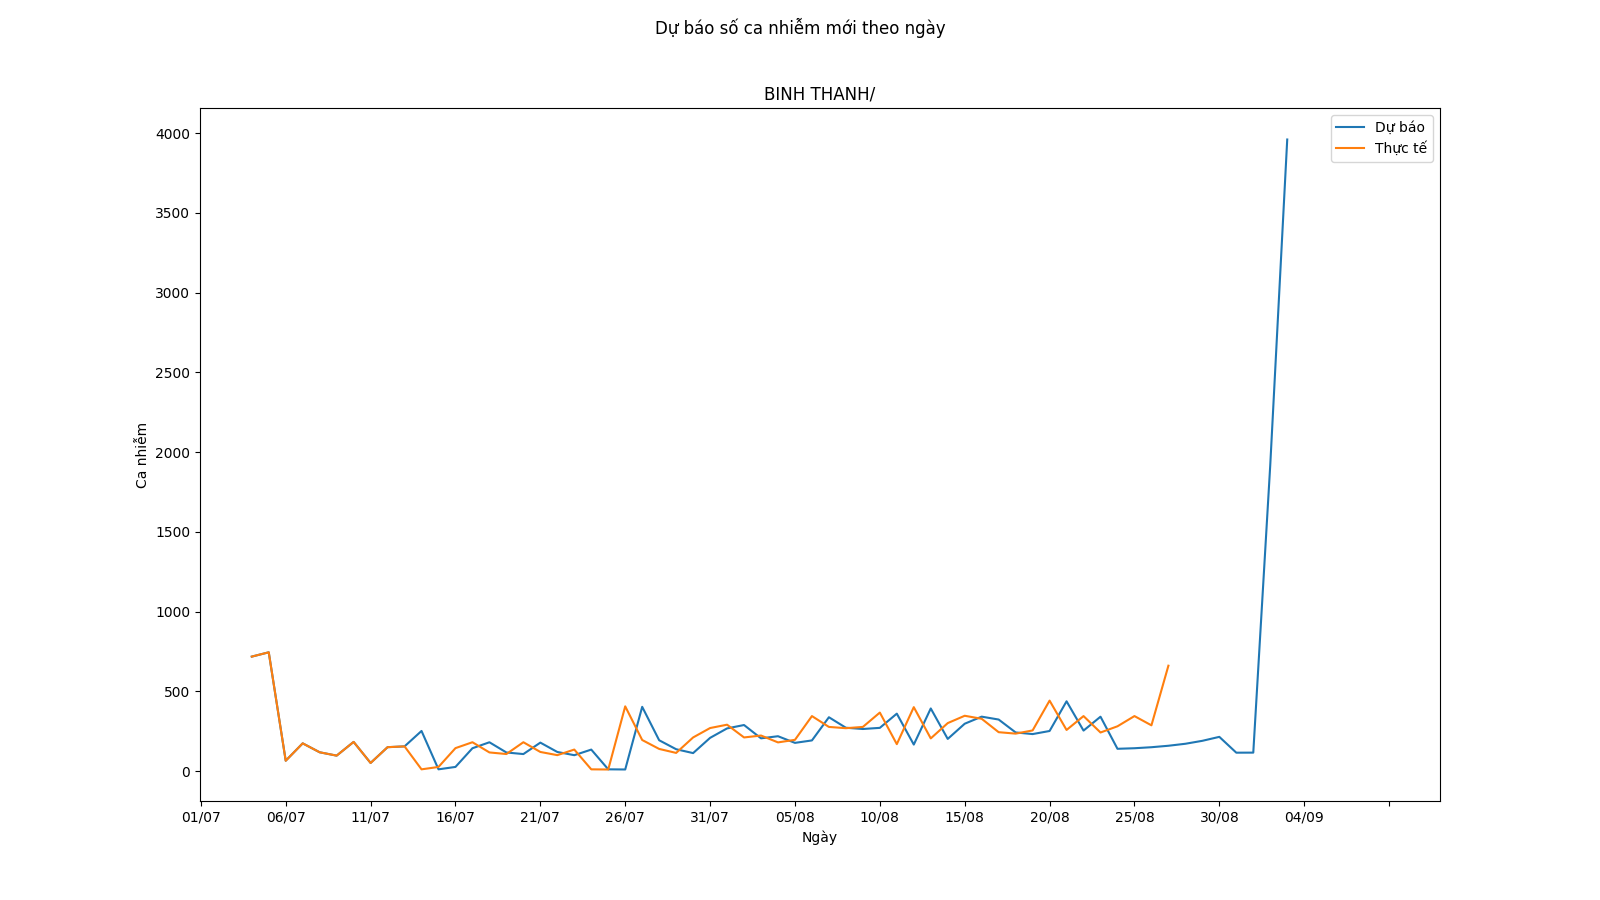 Dự báo số ca nhiễm mới theo ngày
BINH THANH/
Dự báo
Thực tế
4000
3500
3000
2500
2000
1500
1000
500
0
Ca nhiễm
01/07 06/07 11/07 16/07 21/07 26/07 31/07 05/08 10/08 15/08 20/08 25/08 30/08 04/09
Ngày